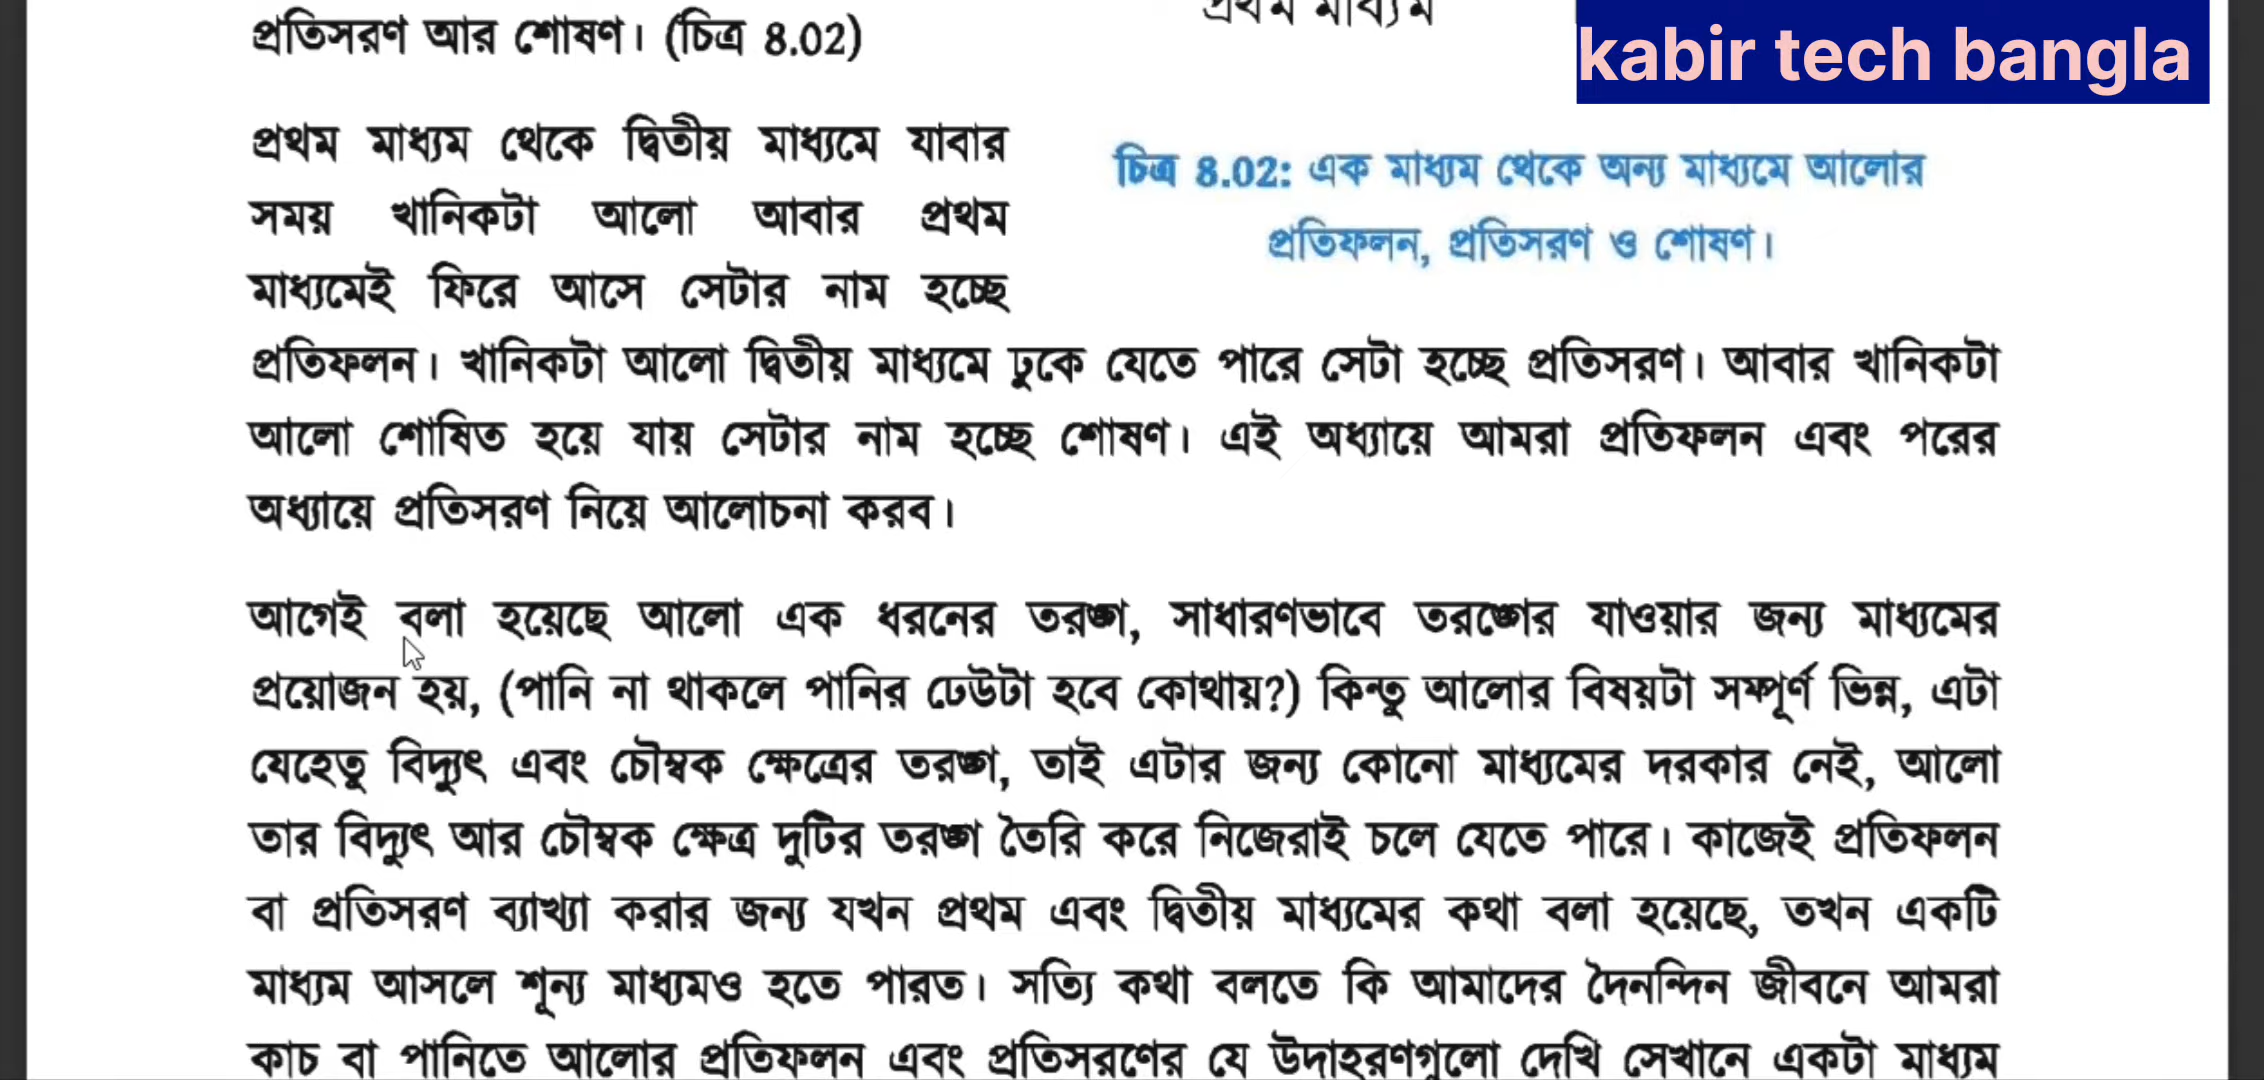 প্রথম মাধ্যম
kabir tech bangla
প্রতিসরণ আর শোষণ। (চিত্র 8.02)
প্রথম মাধ্যম থেকে দ্বিতীয় মাধ্যমে যাবার
সময় খানিকটা আলো আবার প্রথম
মাধ্যমেই ফিরে আসে সেটার নাম হচ্ছে
চিত্র 8.02: এক মাধ্যম থেকে অন্য মাধ্যমে আলোর
প্রতিফলন, প্রতিসরণ ও শোষণ।
প্রতিফলন। খানিকটা আলো দ্বিতীয় মাধ্যমে ঢুকে যেতে পারে সেটা হচ্ছে প্রতিসরণ। আবার খানিকটা
আলো শোষিত হয়ে যায় সেটার নাম হচ্ছে শোষণ। এই অধ্যায়ে আমরা প্রতিফলন এবং পরের
অধ্যায়ে প্রতিসরণ নিয়ে আলোচনা করব।
আগেই বলা হয়েছে আলো এক ধরনের তরঙ্গ, সাধারণভাবে তরঙ্গের যাওয়ার জন্য মাধ্যমের
প্রয়োজন হয়, (পানি না থাকলে পানির ঢেউটা হবে কোথায়?) কিন্তু আলোর বিষয়টা সম্পূর্ণ ভিন্ন, এটা
যেহেতু বিদ্যুৎ এবং চৌম্বক ক্ষেত্রের তরঙ্গ, তাই এটার জন্য কোনো মাধ্যমের দরকার নেই, আলো
তার বিদ্যুৎ আর চৌম্বক ক্ষেত্র দুটির তরঙ্গ তৈরি করে নিজেরাই চলে যেতে পারে। কাজেই প্রতিফলন
বা প্রতিসরণ ব্যাখ্যা করার জন্য যখন প্রথম এবং দ্বিতীয় মাধ্যমের কথা বলা হয়েছে, তখন একটি
মাধ্যম আসলে শূন্য মাধ্যমও হতে পারত। সত্যি কথা বলতে কি আমাদের দৈনন্দিন জীবনে আমরা
কাচ বা পানিতে আলোর প্রতিফলন এবং প্রতিসরণের যে উদাহরণগুলো দেখি সেখানে একটা মাধ্যম